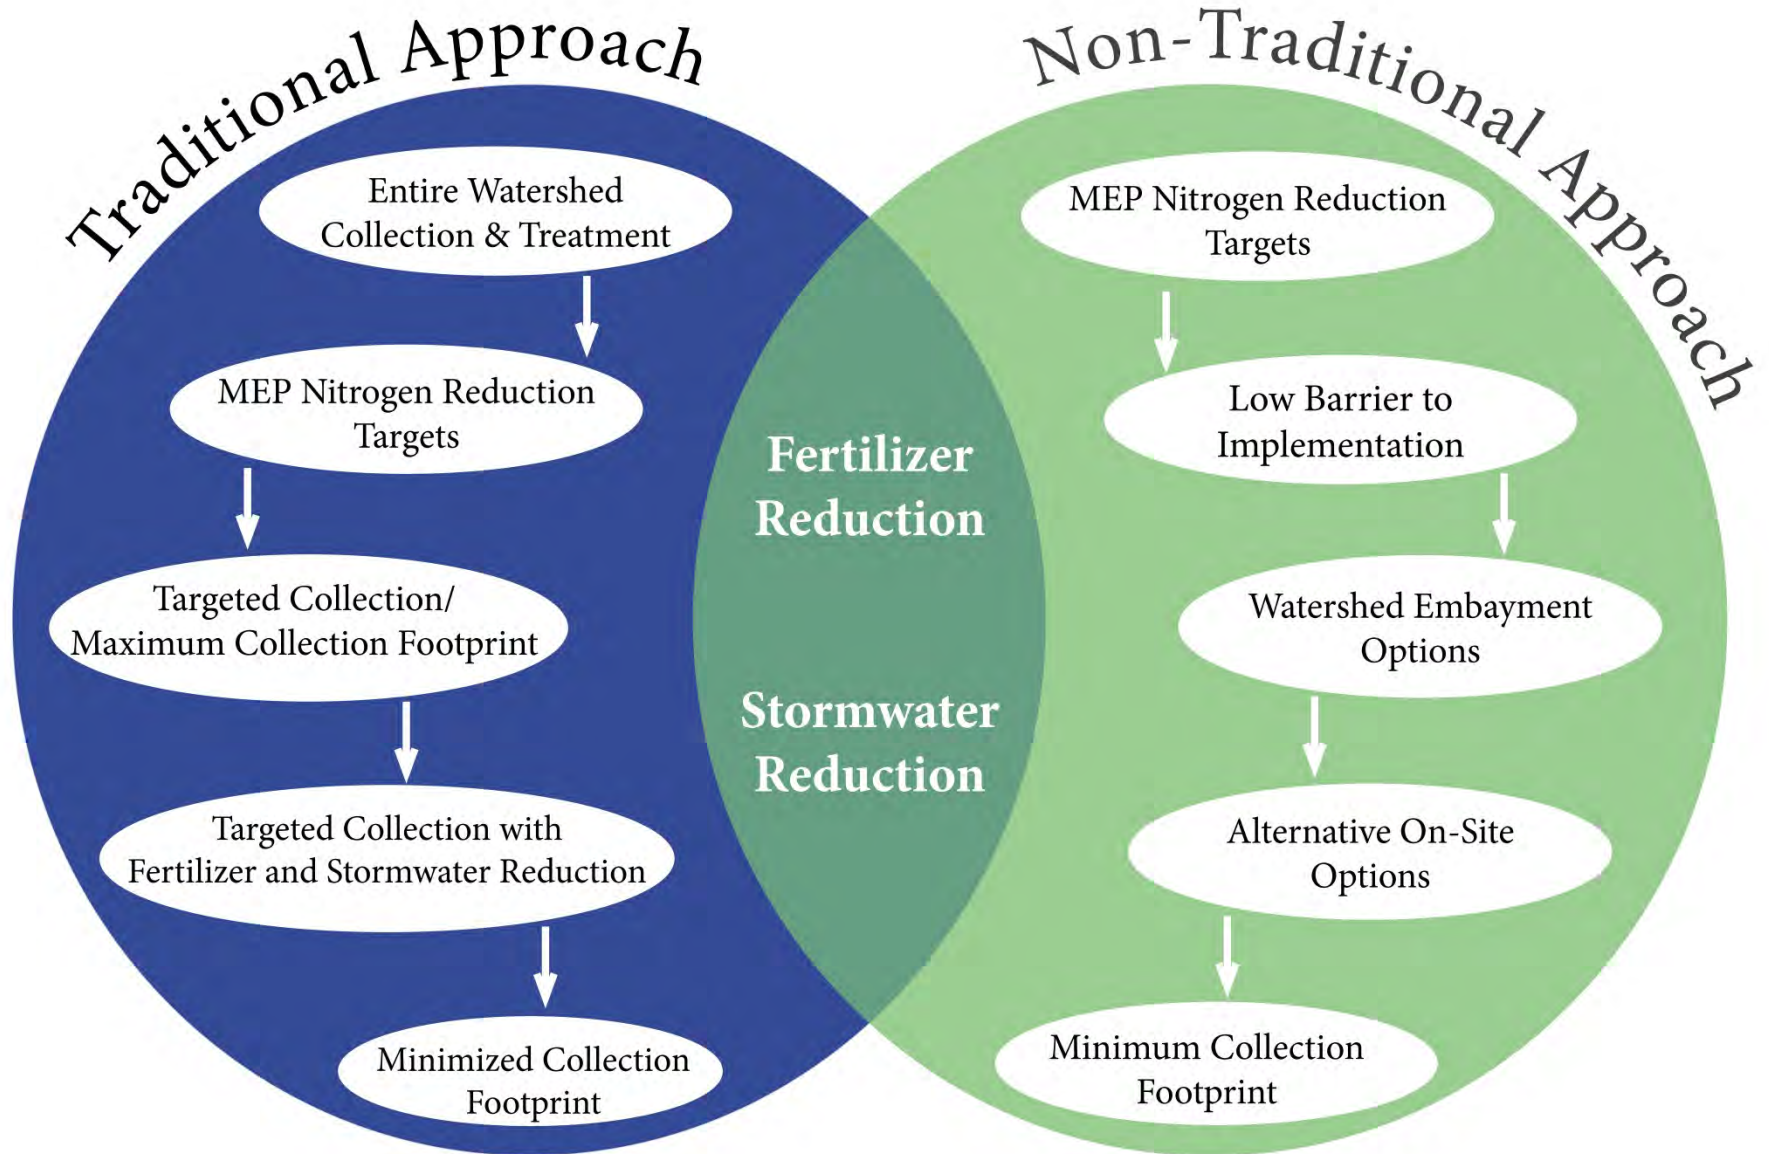 Traditional Approach
Entire Watershed
Collection & Treatment
MEP Nitrogen Reduction
Targets
Targeted Collection/
Maximum Collection Footprint
Targeted Collection with
Fertilizer and Stormwater Reduction
Minimized Collection
Footprint
Fertilizer
Reduction
Stormwater
Reduction
Non-Traditional Approach
MEP Nitrogen Reduction
Targets
Low Barrier to
Implementation
Watershed Embayment
Options
Alternative On-Site
Options
Minimum Collection
Footprint